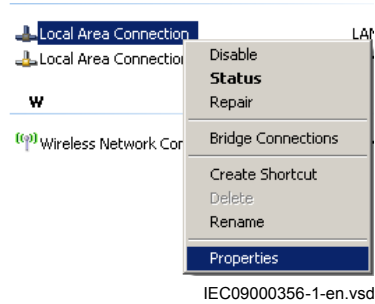 Local Area Connection LAN
Local Area Connection
Disable
Status
Repair
W
Bridge Connections
Wireless Network Con
Create Shortcut
Delete
Rename
Properties
IEC09000356-1-en.vsd